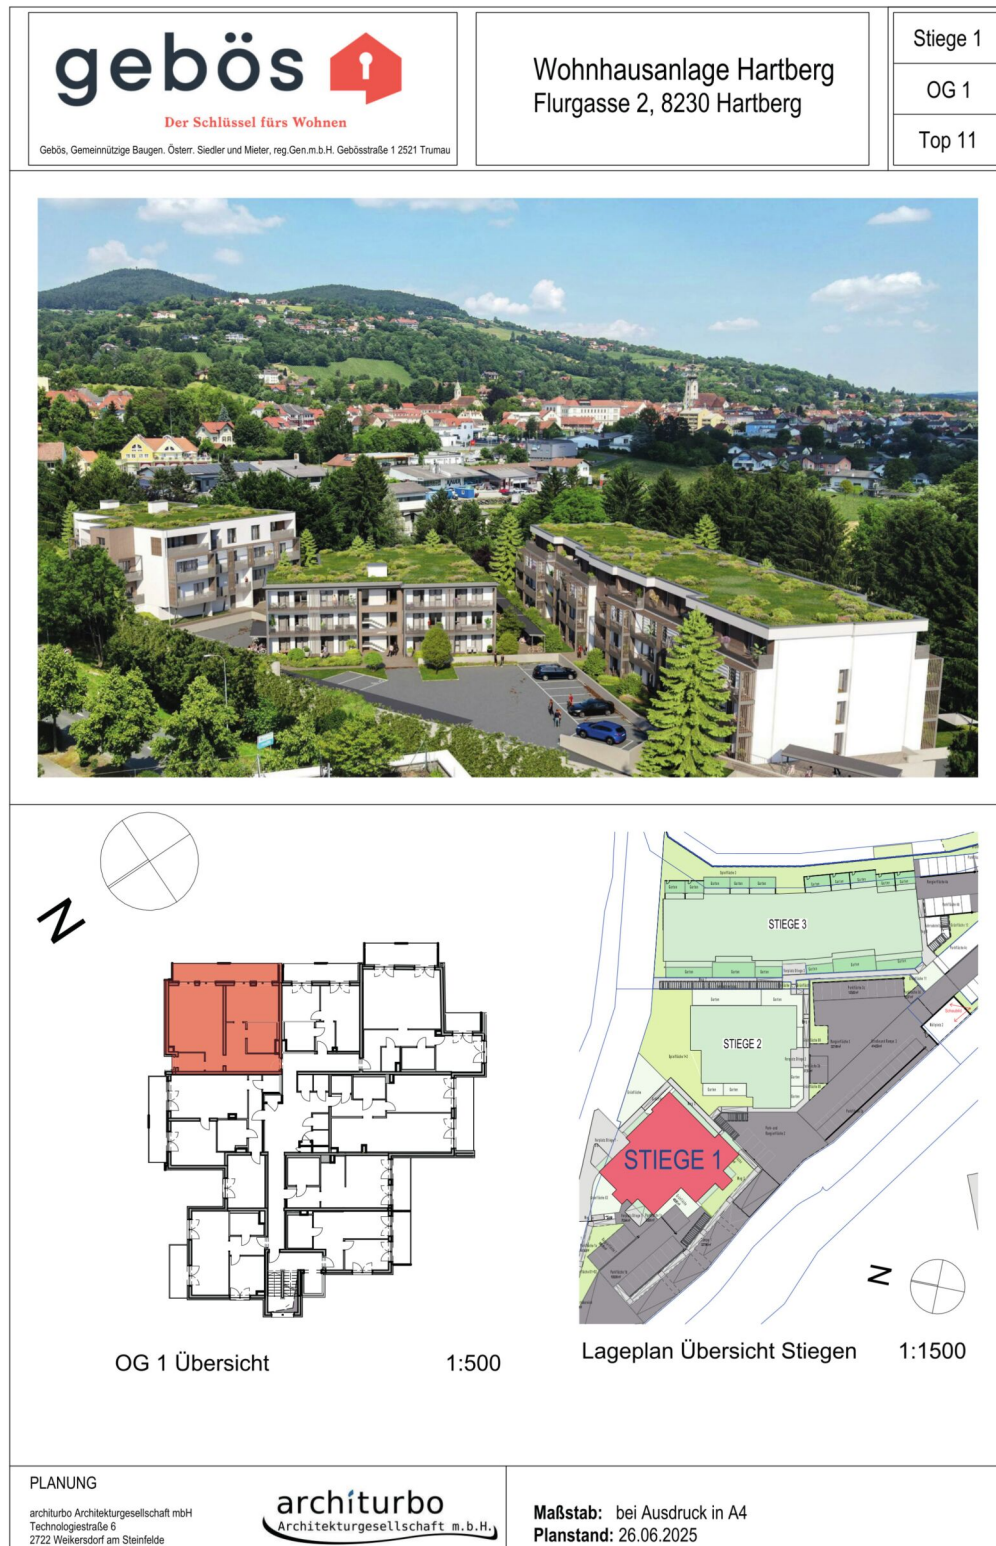 gebös
Der Schlüssel fürs Wohnen
Gebös, Gemeinnützige Baugen. Österr. Siedler und Mieter, reg.Gen.m.b.H. Gebösstraße 1 2521 Trumau
Wohnhausanlage Hartberg
Flurgasse 2, 8230 Hartberg
Stiege 1
OG 1
Top 11
N
STIEGE 3
STIEGE 2
STIEGE 1
N
OG 1 Übersicht 1:500
Lageplan Übersicht Stiegen 1:1500
PLANUNG
architurbo Architekturgesellschaft mbH
Technologiestraße 6
2722 Weikersdorf am Steinfelde
architurbo
Architekturgesellschaft m.b.H.
Maßstab: bei Ausdruck in A4
Planstand: 26.06.2025